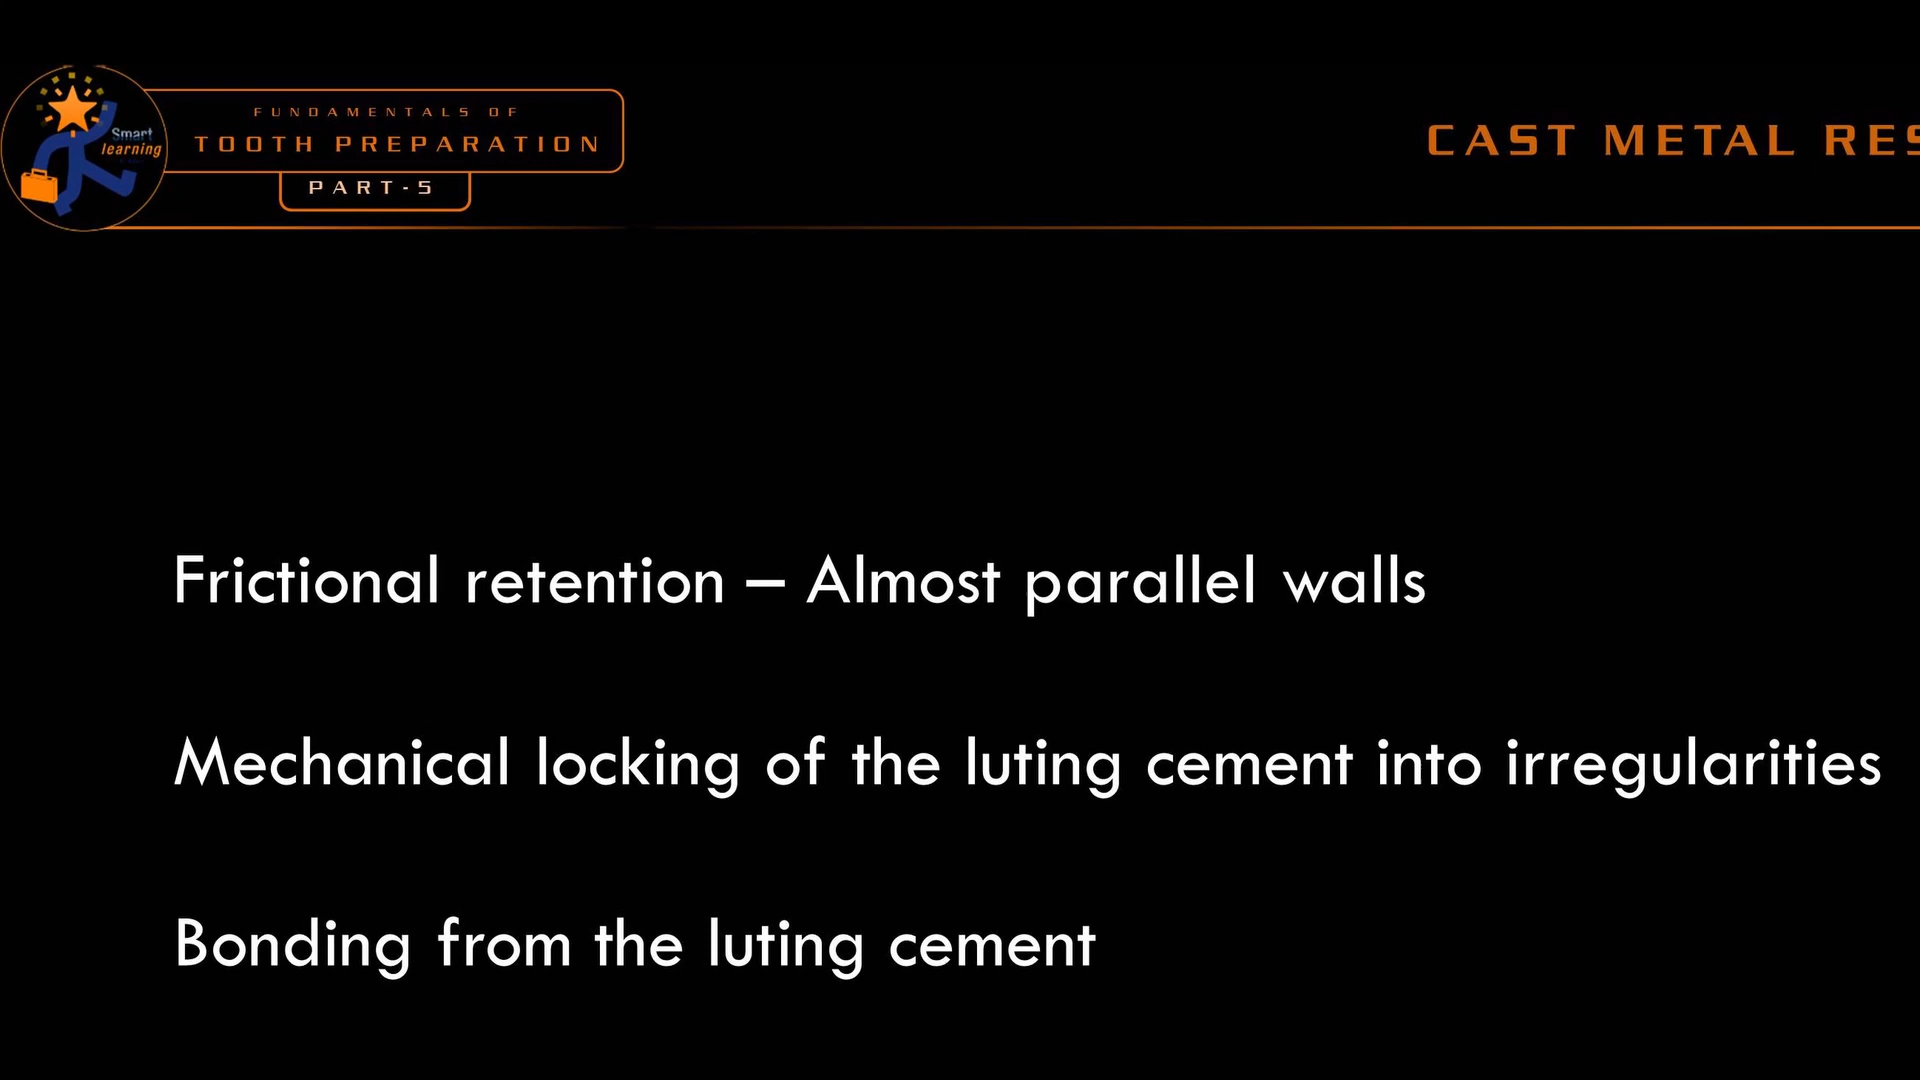 Smart
learning
FUNDAMENTALS OF
TOOTH PREPARATION
PART-5
CAST METAL RES
Frictional retention – Almost parallel walls
Mechanical locking of the luting cement into irregularities
Bonding from the luting cement